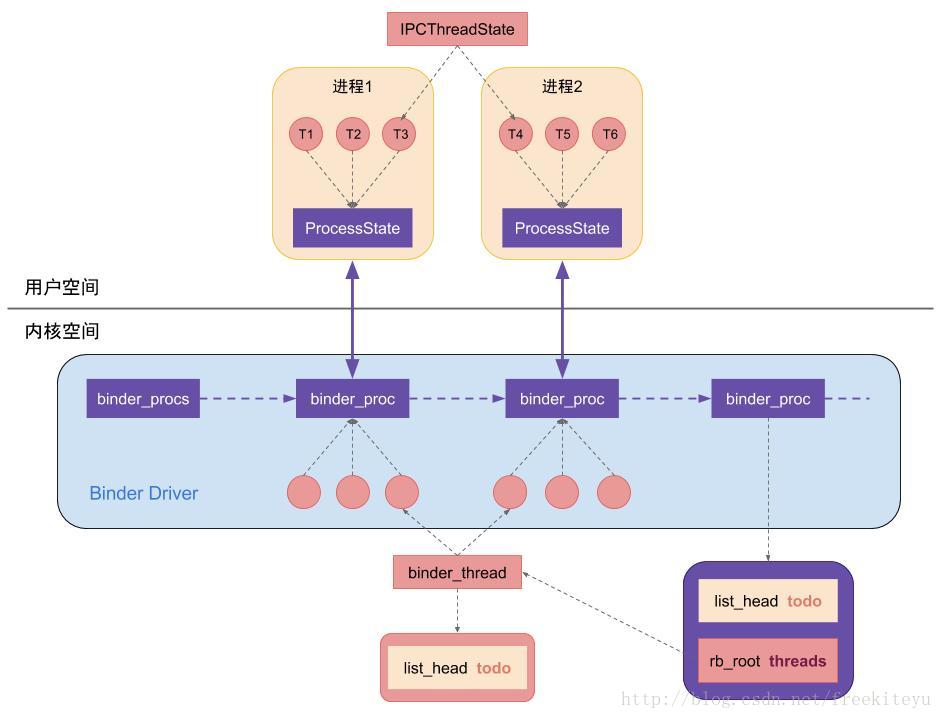 IPCThreadState
进程1
进程2
T1 T2 T3
T4 T5 T6
ProcessState
ProcessState
用户空间
内核空间
binder_procs
binder_proc
binder_proc
binder_proc
Binder Driver
binder_thread
list_head todo
list_head todo
rb_root threads
http://blog.csdn.net/freekiteyu